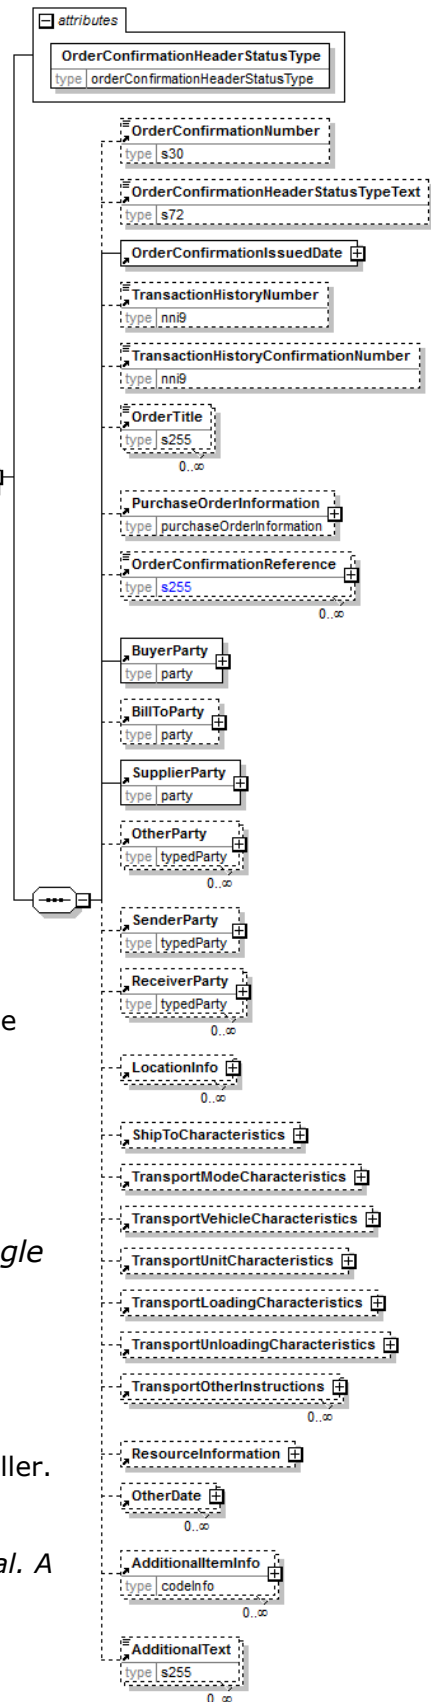 attributes
OrderConfirmationHeaderStatusType
type orderConfirmationHeaderStatusType
OrderConfirmationNumber
type s30
OrderConfirmationHeaderStatusTypeText
type s72
OrderConfirmationIssuedDate
TransactionHistoryNumber
type nni9
TransactionHistoryConfirmationNumber
type nni9
OrderTitle
type s255
0..∞
PurchaseOrderInformation
type purchaseOrderInformation
OrderConfirmationReference
type s255
0..∞
BuyerParty
type party
BillToParty
type party
SupplierParty
type party
OtherParty
type typedParty
0..∞
SenderParty
type typedParty
ReceiverParty
type typedParty
e
0..∞
LocationInfo
0..∞
ShipToCharacteristics
TransportModeCharacteristics
TransportVehicleCharacteristics
gle
TransportUnitCharacteristics
TransportLoadingCharacteristics
TransportUnloadingCharacteristics
TransportOtherInstructions
0..∞
ResourceInformation
ller.
OtherDate
0..∞
AdditionalItemInfo
al. A
type codeInfo
0..∞
AdditionalText
type s255
0..∞